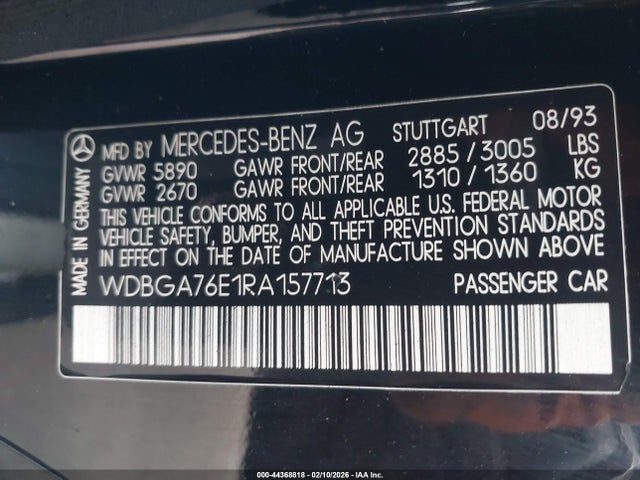 MFD BY MERCEDES-BENZ AG STUTTGART 08/93
GVWR 5890 GAWR FRONT/REAR 2885/3005 LBS
GVWR 2670 GAWR FRONT/REAR 1310/1360 KG
THIS VEHICLE CONFORMS TO ALL APPLICABLE U.S. FEDERAL MOTOR
VEHICLE SAFETY, BUMPER, AND THEFT PREVENTION STANDARDS
IN EFFECT ON THE DATE OF MANUFACTURE SHOWN ABOVE
WDBGA76E1RA157713 PASSENGER CAR
MADE IN GERMANY
000-44368818 - 02/10/2026 - IAA Inc.